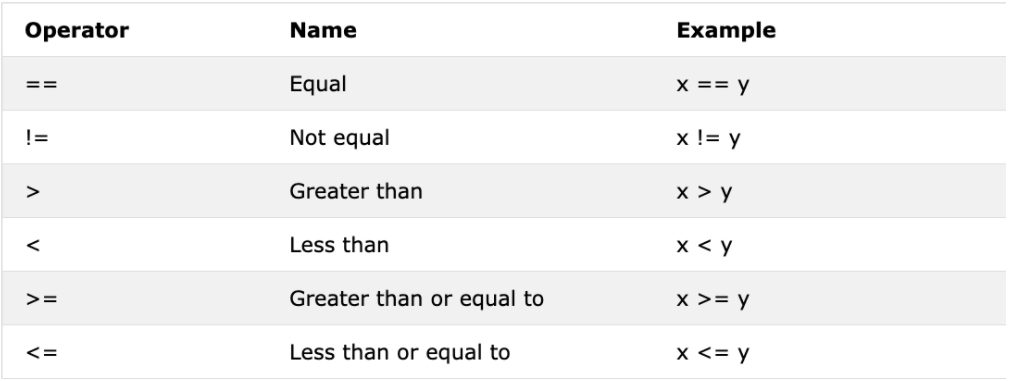 Operator Name Example
== Equal x == y
!= Not equal x != y
> Greater than x > y
< Less than x < y
>= Greater than or equal to x >= y
<= Less than or equal to x <= y